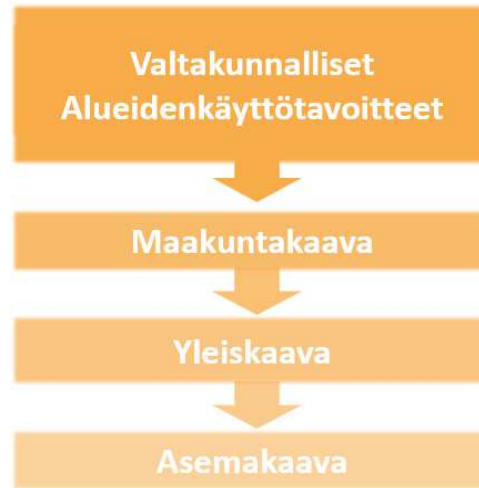 Valtakunnalliset
Alueidenkäyttötavoitteet
Maakuntakaava
Yleiskaava
Asemakaava